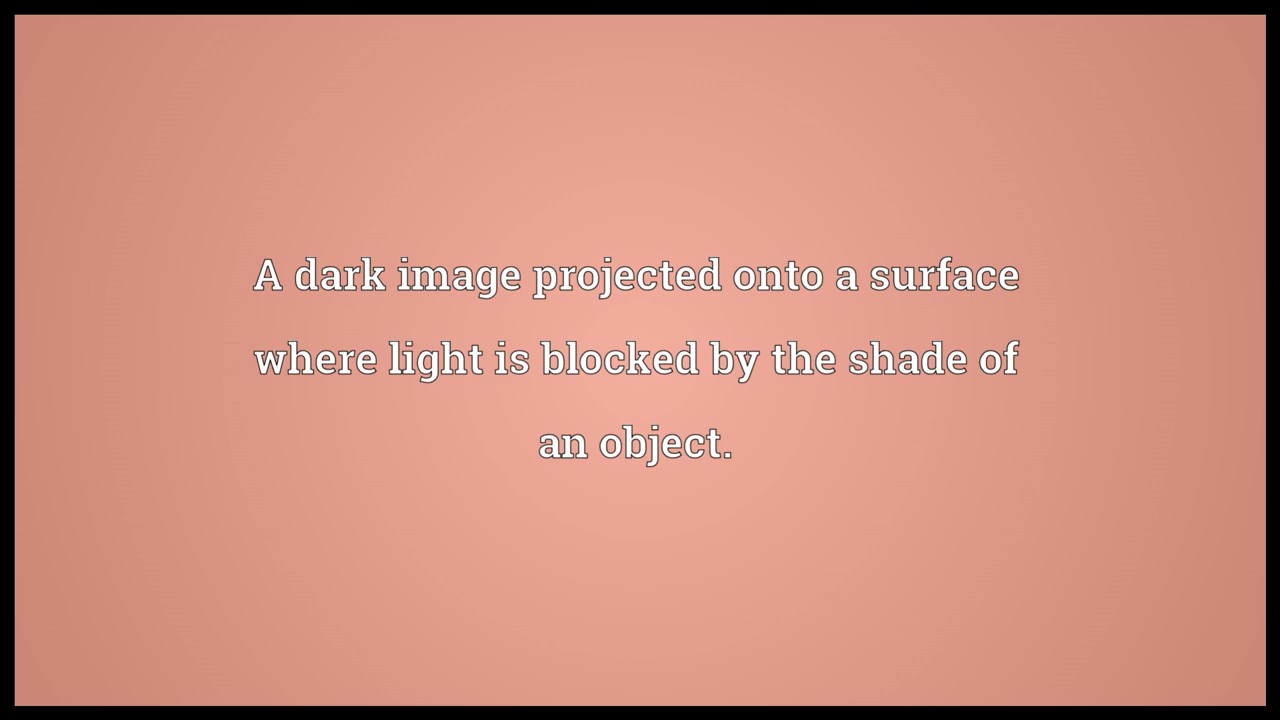 A dark image projected onto a surface
where light is blocked by the shade of
an object.